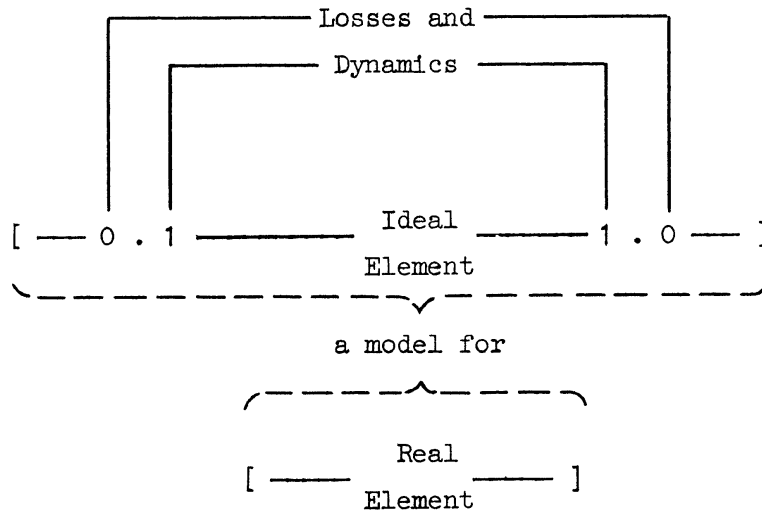 Losses and
Dynamics
[ 0 . 1 Ideal Element 1 . 0 ]
a model for
[ Real Element ]